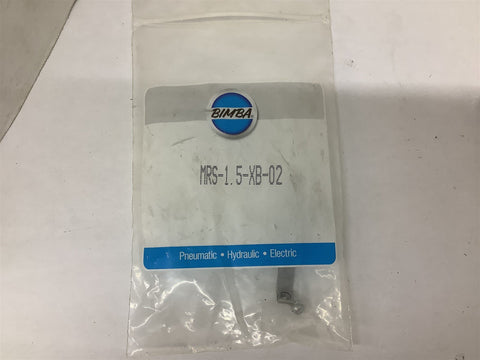 BIMBA
MRS-1.5-XB-02
Pneumatic • Hydraulic • Electric